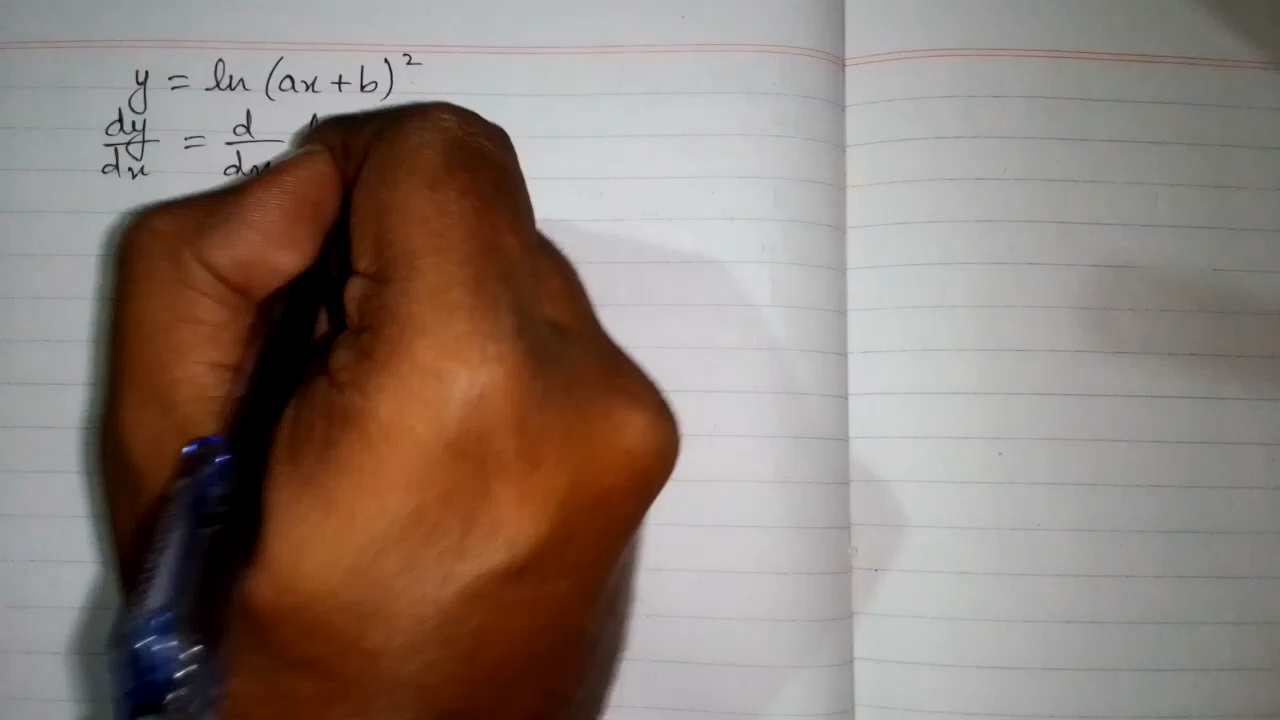 y = ln (ax + b)²
dy/dx = d/dx